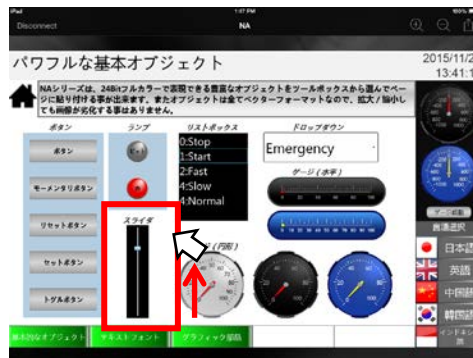 iPad
1:07 PM
100%
Disconnect
NA
パワフルな基本オブジェクト
2015/11/2
13:41:1
NAシリーズは、24Bitフルカラーで表現できる豊富なオブジェクトをツールボックスから選んでペー
ジに貼り付ける事が出来ます。またオブジェクトは全てベクターフォーマットなので、拡大/縮小し
ても画像が劣化する事はありません。
ボタン
ランプ
リストボックス
ドロップダウン
ボタン
モーメンタリボタン
リセットボタン
セットボタン
トグルボタン
スライダ
0:Stop
1:Start
2:Fast
4:Slow
4:Normal
Emergency
ゲージ(水平)
(円形)
言語選択
日本語
英語
中国語
韓国語
基本的なオブジェクト
テキストフォント
グラフィック部品